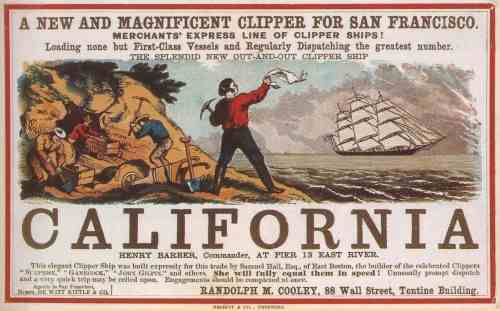 A NEW AND MAGNIFICENT CLIPPER FOR SAN FRANCISCO.
MERCHANTS' EXPRESS LINE OF CLIPPER SHIPS!
Loading none but First-Class Vessels and Regularly Dispatching the greatest number.
THE SPLENDID NEW OUT-AND-OUT CLIPPER SHIP
CALIFORNIA
HENRY BARBER, Commander, AT PIER 13 EAST RIVER.
This elegant Clipper Ship was built expressly for this trade by Samuel Hall, Esq., of East Boston, the builder of the celebrated Clippers
"SURPRISE," "GAMECOCK," "JOHN GILPIN," and others. She will fully equal them in speed! Unusually prompt dispatch
and a very quick trip may be relied upon. Engagements should be completed at once.
Agents in San Francisco,
DE WITT KITTLE & CO.
RANDOLPH M. COOLEY, 88 Wall Street, Tontine Building.
& CO., PRINTERS.